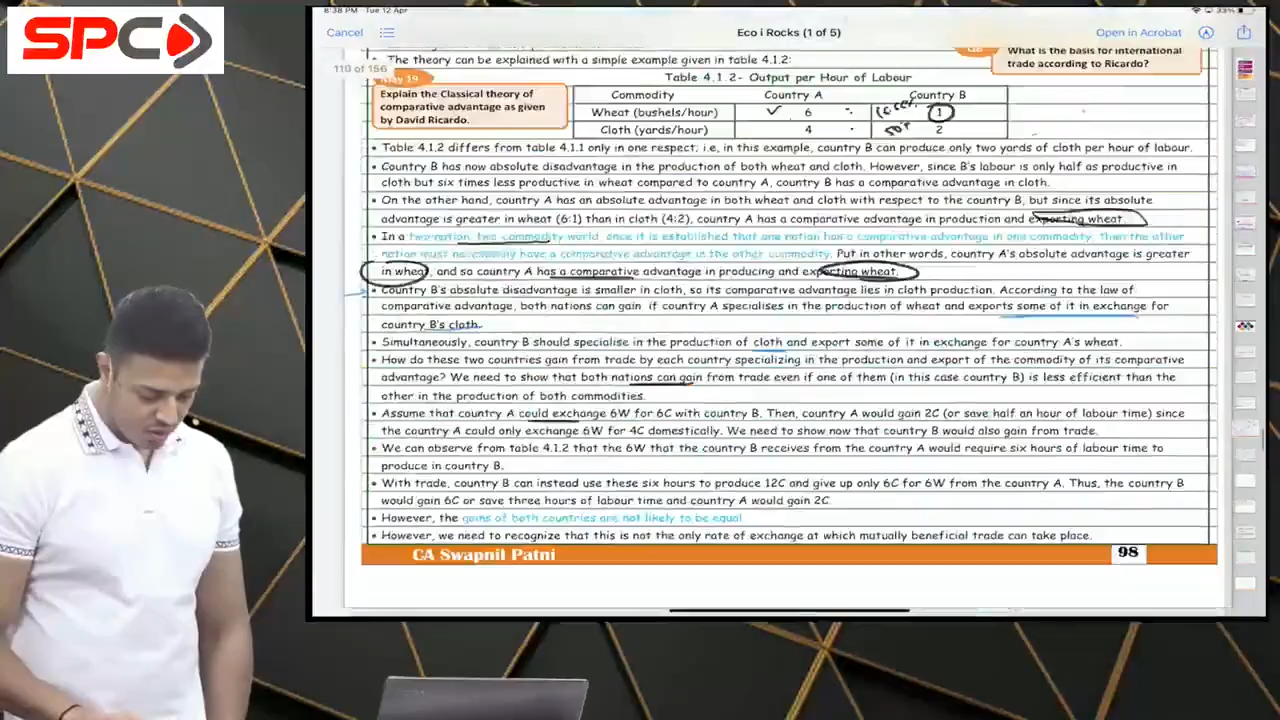 SPC
8:38 PM Tue 12 Apr
33%
Cancel
Eco i Rocks (1 of 5)
Open in Acrobat
110 of 156
• The theory can be explained with a simple example given in table 4.1.2:
What is the basis for international
trade according to Ricardo?
May 19
Explain the Classical theory of
comparative advantage as given
by David Ricardo.
Table 4.1.2- Output per Hour of Labour
Commodity Country A Country B
Wheat (bushels/hour) 6 1
Cloth (yards/hour) 4 2
• Table 4.1.2 differs from table 4.1.1 only in one respect. i.e, in this example, country B can produce only two yards of cloth per hour of labour.
• Country B has now absolute disadvantage in the production of both wheat and cloth. However, since B's labour is only half as productive in
cloth but six times less productive in wheat compared to country A, country B has a comparative advantage in cloth.
• On the other hand, country A has an absolute advantage in both wheat and cloth with respect to the country B, but since its absolute
advantage is greater in wheat (6:1) than in cloth (4:2), country A has a comparative advantage in production and exporting wheat.
• In a two-nation, two commodity world, once it is established that one nation has a comparative advantage in one commodity, Then the other
nation must necessarily have a comparative advantage in the other commodity. Put in other words, country A's absolute advantage is greater
in wheat, and so country A has a comparative advantage in producing and exporting wheat.
• Country B's absolute disadvantage is smaller in cloth, so its comparative advantage lies in cloth production. According to the law of
comparative advantage, both nations can gain if country A specialises in the production of wheat and exports some of it in exchange for
country B's cloth.
• Simultaneously, country B should specialise in the production of cloth and export some of it in exchange for country A's wheat.
• How do these two countries gain from trade by each country specializing in the production and export of the commodity of its comparative
advantage? We need to show that both nations can gain from trade even if one of them (in this case country B) is less efficient than the
other in the production of both commodities.
• Assume that country A could exchange 6W for 6C with country B. Then, country A would gain 2C (or save half an hour of labour time) since
the country A could only exchange 6W for 4C domestically. We need to show now that country B would also gain from trade.
• We can observe from table 4.1.2 that the 6W that the country B receives from the country A would require six hours of labour time to
produce in country B.
• With trade, country B can instead use these six hours to produce 12C and give up only 6C for 6W from the country A. Thus, the country B
would gain 6C or save three hours of labour time and country A would gain 2C.
• However, the gains of both countries are not likely to be equal
• However, we need to recognize that this is not the only rate of exchange at which mutually beneficial trade can take place.
CA Swapnil Patni
98